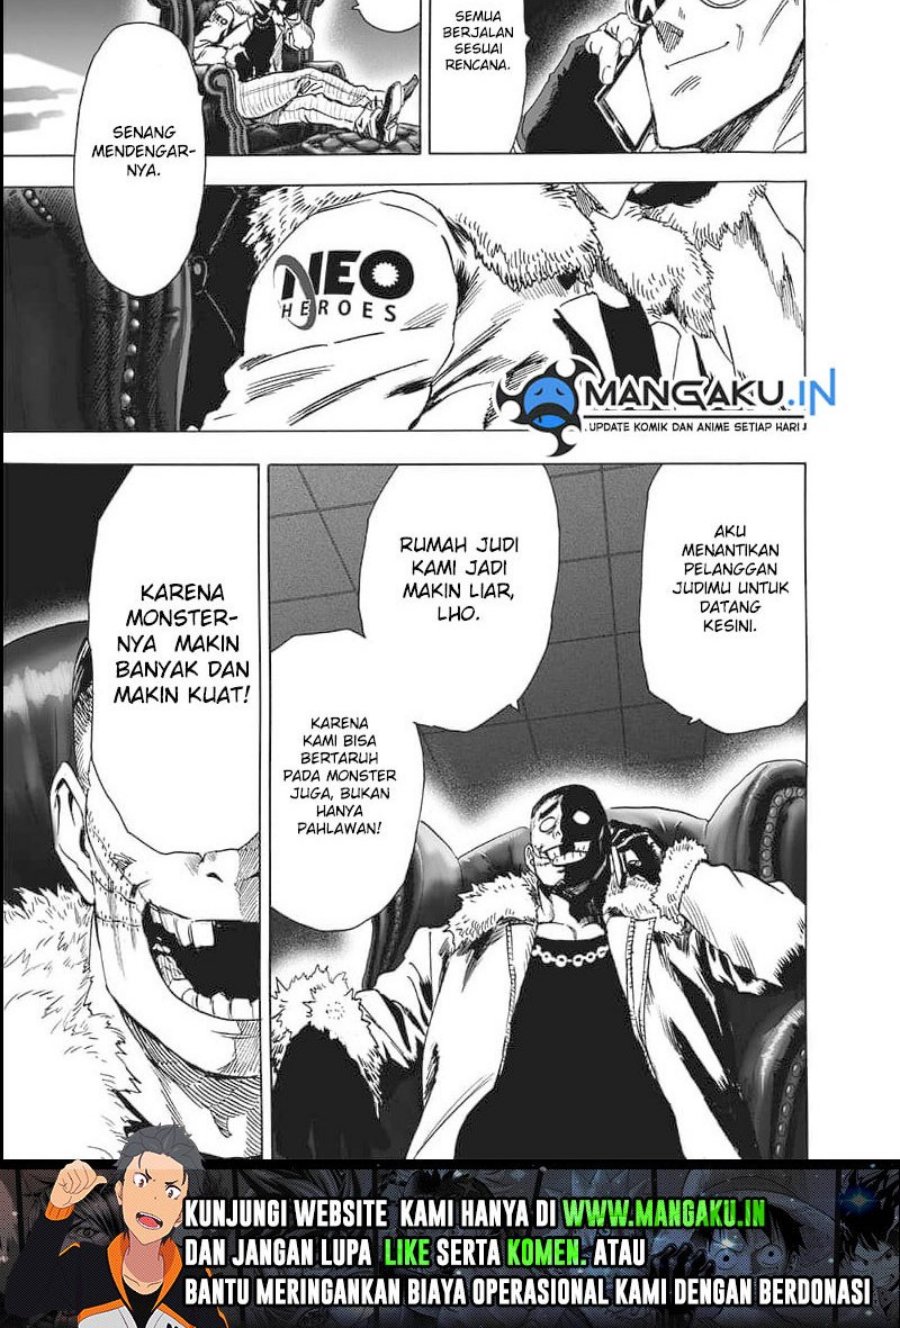 SEMUA
BERJALAN
SESUAI
RENCANA.
SENANG
MENDENGAR-
NYA.
NEO
HEROES
MANGAKU.IN
UPDATE KOMIK DAN ANIME SETIAP HARI
AKU
MENANTIKAN
PELANGGAN
JUDIMU UNTUK
DATANG
KESINI.
RUMAH JUDI
KAMI JADI
MAKIN LIAR,
LHO.
KARENA
KAMI BISA
BERTARUH
PADA MONSTER
JUGA, BUKAN
HANYA
PAHLAWAN!
KARENA
MONSTER-
NYA MAKIN
BANYAK DAN
MAKIN KUAT!
KUNJUNGI WEBSITE KAMI HANYA DI WWW.MANGAKU.IN
DAN JANGAN LUPA LIKE SERTA KOMEN. ATAU
BANTU MERINGANKAN BIAYA OPERASIONAL KAMI DENGAN BERDONASI